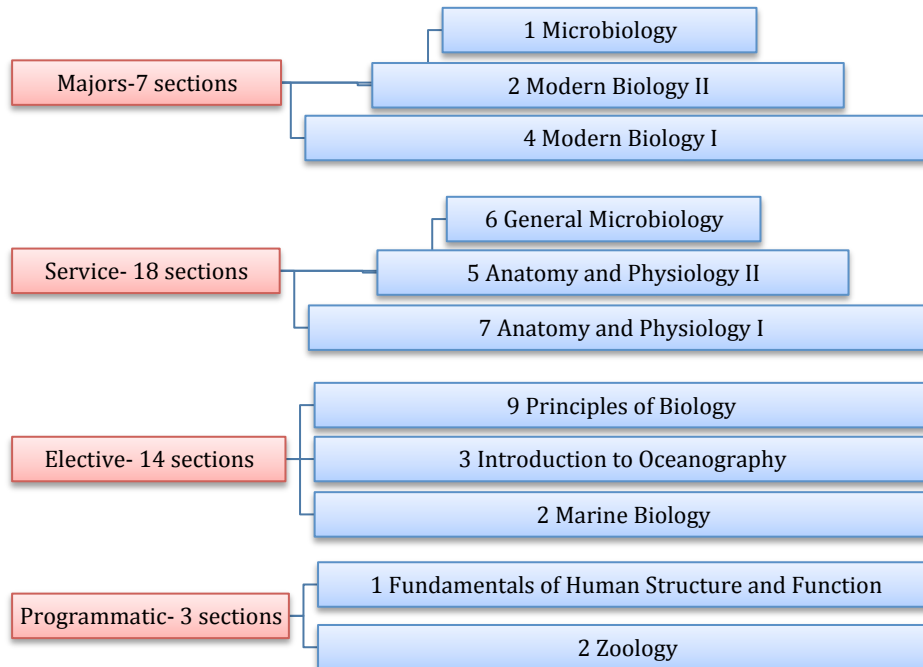 1 Microbiology
Majors-7 sections
2 Modern Biology II
4 Modern Biology I
6 General Microbiology
Service- 18 sections
5 Anatomy and Physiology II
7 Anatomy and Physiology I
9 Principles of Biology
Elective- 14 sections
3 Introduction to Oceanography
2 Marine Biology
1 Fundamentals of Human Structure and Function
Programmatic- 3 sections
2 Zoology